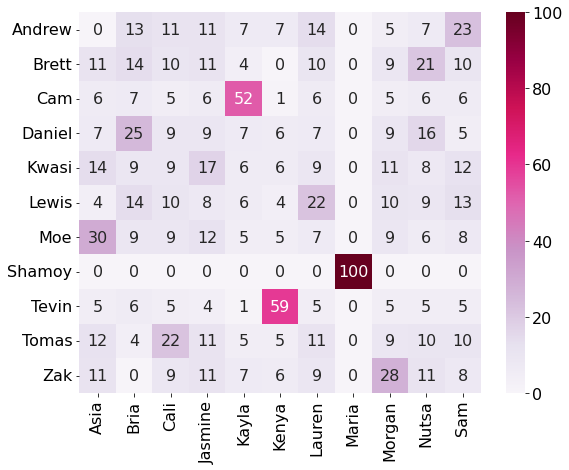 Andrew 0 13 11 11 7 7 14 0 5 7 23
Brett 11 14 10 11 4 0 10 0 9 21 10
Cam 6 7 5 6 52 1 6 0 5 6 6
Daniel 7 25 9 9 7 6 7 0 9 16 5
Kwasi 14 9 9 17 6 6 9 0 11 8 12
Lewis 4 14 10 8 6 4 22 0 10 9 13
Moe 30 9 9 12 5 5 7 0 9 6 8
Shamoy 0 0 0 0 0 0 0 100 0 0 0
Tevin 5 6 5 4 1 59 5 0 5 5 5
Tomas 12 4 22 11 5 5 11 0 9 10 10
Zak 11 0 9 11 7 6 9 0 28 11 8
Asia Bria Cali Jasmine Kayla Kenya Lauren Maria Morgan Nutsa Sam
100
80
60
40
20
0